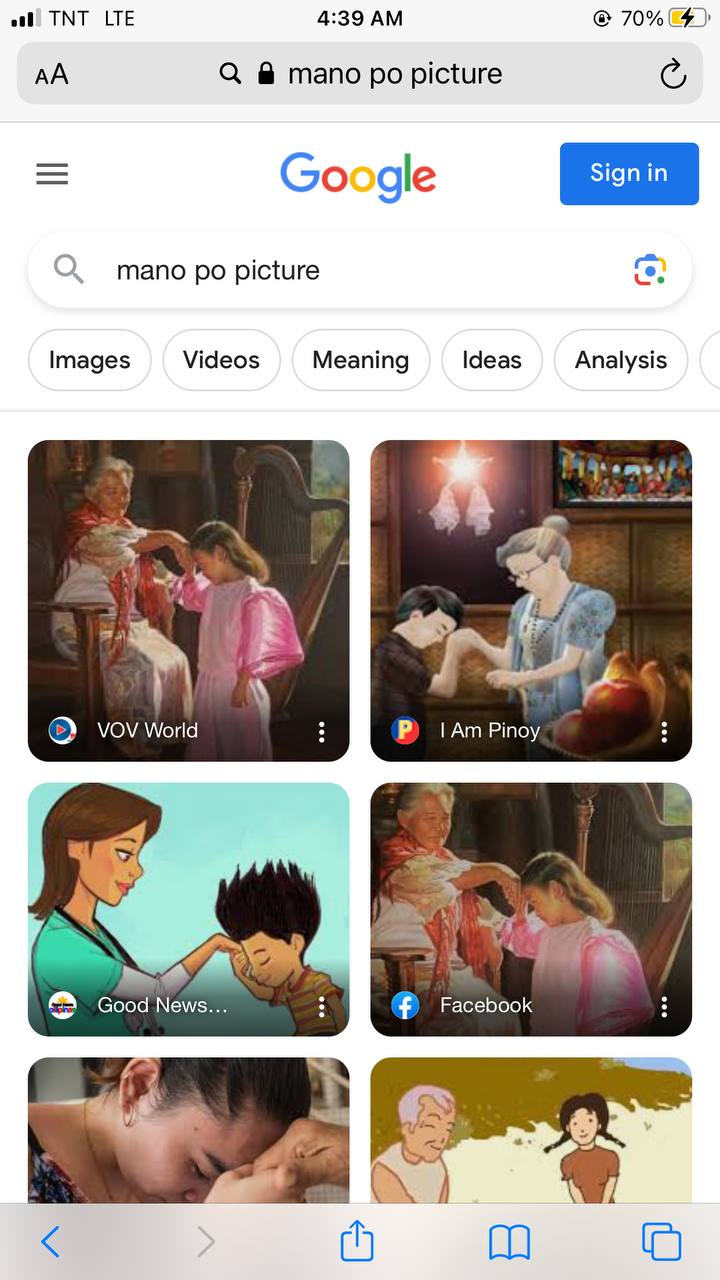 TNT LTE 4:39 AM 70%
AA mano po picture
Google Sign in
mano po picture
Images Videos Meaning Ideas Analysis
VOV World I Am Pinoy
Good News... Facebook